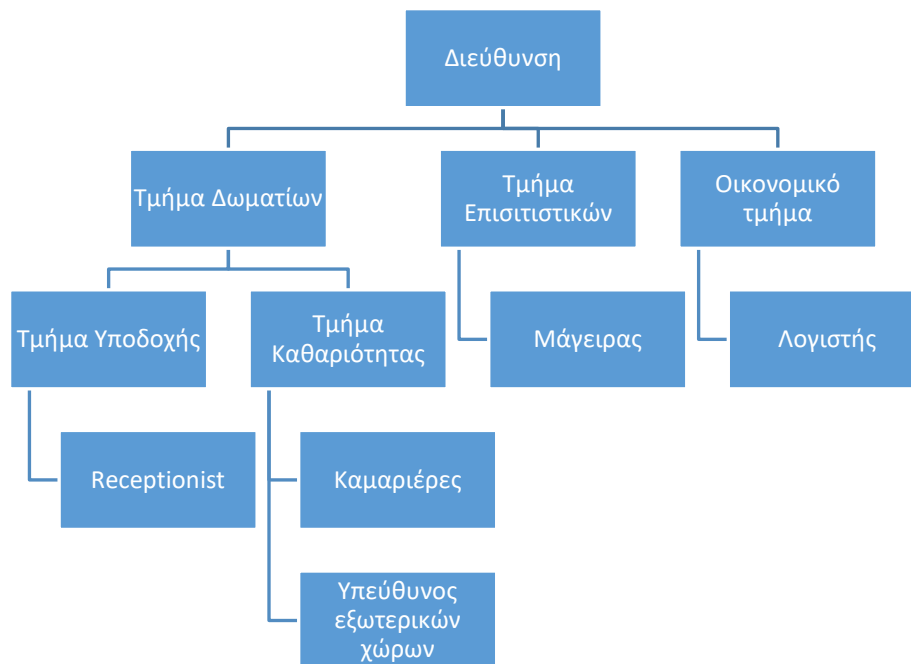 Διεύθυνση
Τμήμα Δωματίων
Τμήμα
Επισιτιστικών
Οικονομικό
τμήμα
Τμήμα Υποδοχής
Τμήμα
Καθαριότητας
Μάγειρας
Λογιστής
Receptionist
Καμαριέρες
Υπεύθυνος
εξωτερικών
χώρων